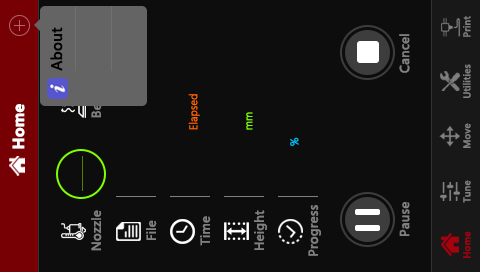 Home
About
Be
Nozzle
File
Time
Elapsed
Height
mm
Progress
%
Pause
Cancel
Home
Tune
Move
Utilities
Print